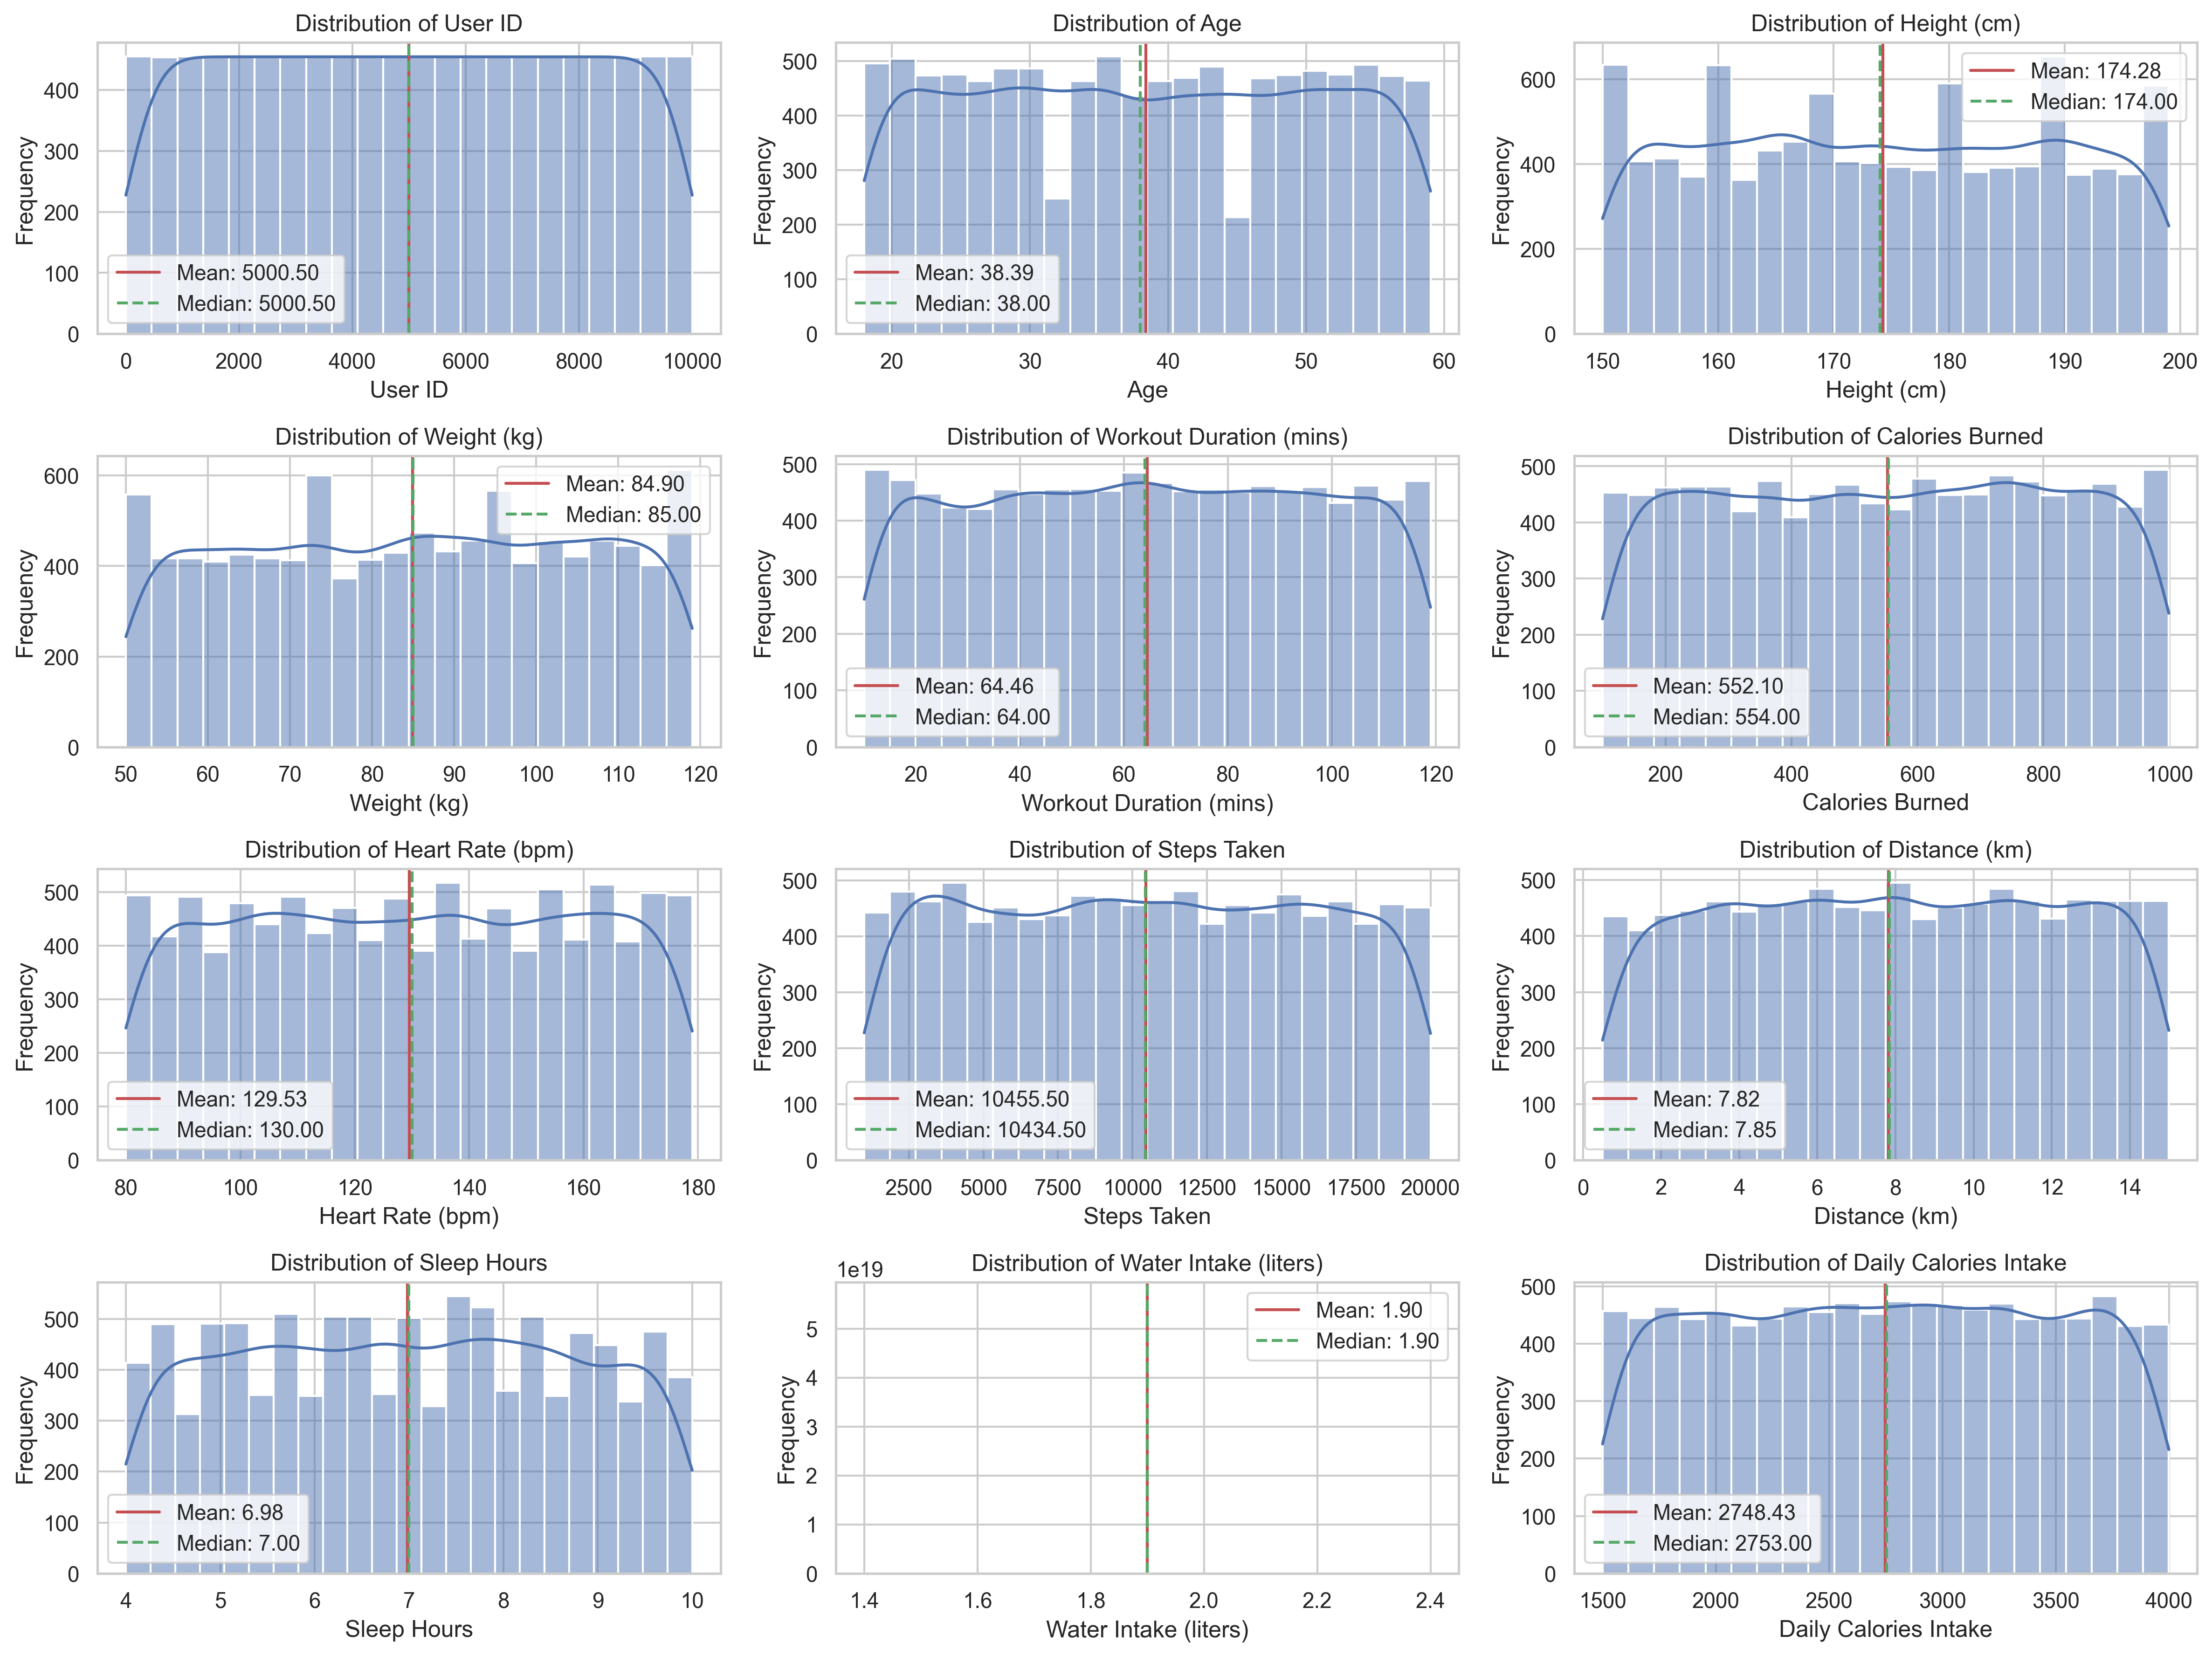 Distribution of User ID
Frequency
400
300
200
100
0
Mean: 5000.50
Median: 5000.50
0 2000 4000 6000 8000 10000
User ID
Distribution of Age
Frequency
500
400
300
200
100
0
Mean: 38.39
Median: 38.00
20 30 40 50 60
Age
Distribution of Height (cm)
Frequency
600
400
200
0
Mean: 174.28
Median: 174.00
150 160 170 180 190 200
Height (cm)
Distribution of Weight (kg)
Frequency
600
400
200
0
Mean: 84.90
Median: 85.00
50 60 70 80 90 100 110 120
Weight (kg)
Distribution of Workout Duration (mins)
Frequency
500
400
300
200
100
0
Mean: 64.46
Median: 64.00
20 40 60 80 100 120
Workout Duration (mins)
Distribution of Calories Burned
Frequency
500
400
300
200
100
0
Mean: 552.10
Median: 554.00
200 400 600 800 1000
Calories Burned
Distribution of Heart Rate (bpm)
Frequency
500
400
300
200
100
0
Mean: 129.53
Median: 130.00
80 100 120 140 160 180
Heart Rate (bpm)
Distribution of Steps Taken
Frequency
500
400
300
200
100
0
Mean: 10455.50
Median: 10434.50
2500 5000 7500 10000 12500 15000 17500 20000
Steps Taken
Distribution of Distance (km)
Frequency
500
400
300
200
100
0
Mean: 7.82
Median: 7.85
0 2 4 6 8 10 12 14
Distance (km)
Distribution of Sleep Hours
Frequency
500
400
300
200
100
0
Mean: 6.98
Median: 7.00
4 5 6 7 8 9 10
Sleep Hours
Distribution of Water Intake (liters)
1e19
Frequency
5
4
3
2
1
0
Mean: 1.90
Median: 1.90
1.4 1.6 1.8 2.0 2.2 2.4
Water Intake (liters)
Distribution of Daily Calories Intake
Frequency
500
400
300
200
100
0
Mean: 2748.43
Median: 2753.00
1500 2000 2500 3000 3500 4000
Daily Calories Intake